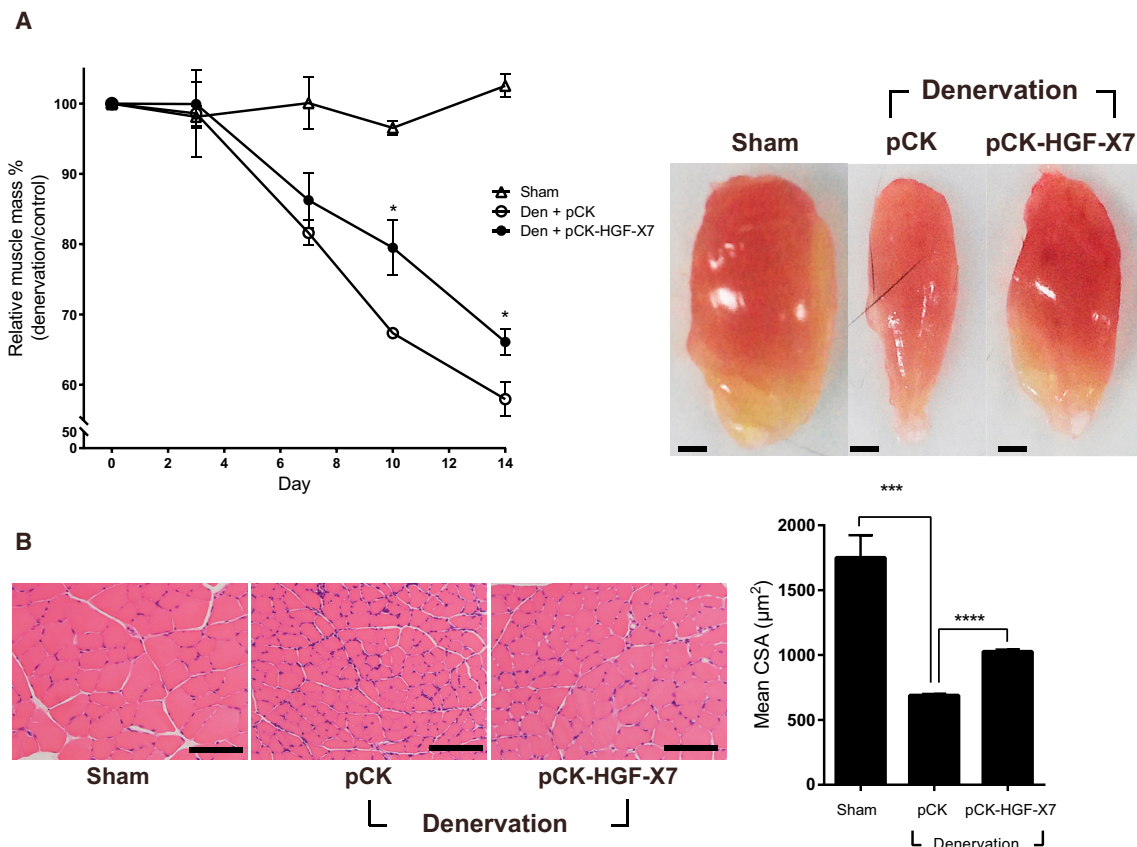 A
Relative muscle mass %
(denervation/control)
100
90
80
70
60
50
0
*
*
0
2
4
6
8
10
12
14
Day
Sham
Den + pCK
Den + pCK-HGF-X7
Denervation
Sham
pCK
pCK-HGF-X7
B
Sham
pCK
pCK-HGF-X7
Denervation
Mean CSA (µm²)
2000
1500
1000
500
0
***
****
Sham
pCK
pCK-HGF-X7
Denervation